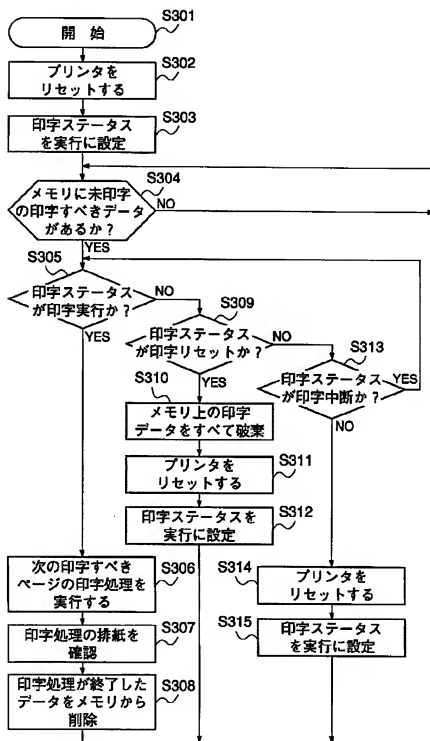 S301
開 始
S302
プリンタを
リセットする
S303
印字ステータス
を実行に設定
S304
メモリに未印字
の印字すべきデータ
があるか？
NO
YES
S305
印字ステータス
が印字実行か？
NO
YES
S309
印字ステータス
が印字リセットか？
NO
YES
S313
印字ステータス
が印字中断か？
YES
NO
S310
メモリ上の印字
データをすべて破棄
S311
プリンタを
リセットする
S312
印字ステータスを
実行に設定
S306
次の印字すべき
ページの印字処理を
実行する
S307
印字処理の排紙を
確認
S308
印字処理が終了した
データをメモリから
削除
S314
プリンタを
リセットする
S315
印字ステータス
を実行に設定